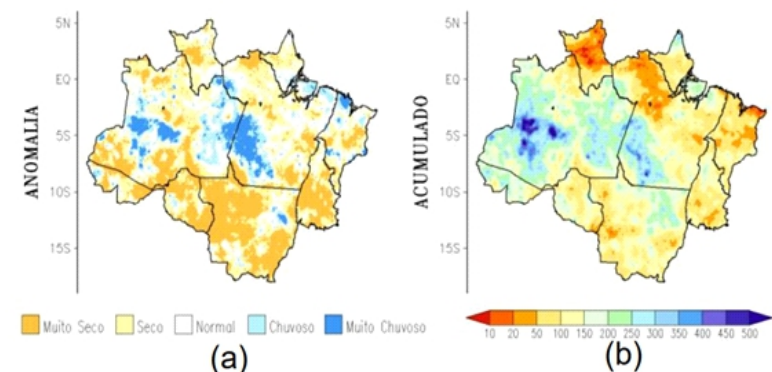 ANOMALIA
5N
EQ
5S
10S
15S
Muito Seco Seco Normal Chuvoso Muito Chuvoso
(a)
ACUMULADO
5N
EQ
5S
10S
15S
10 20 50 100 150 200 250 300 350 400 450 500
(b)